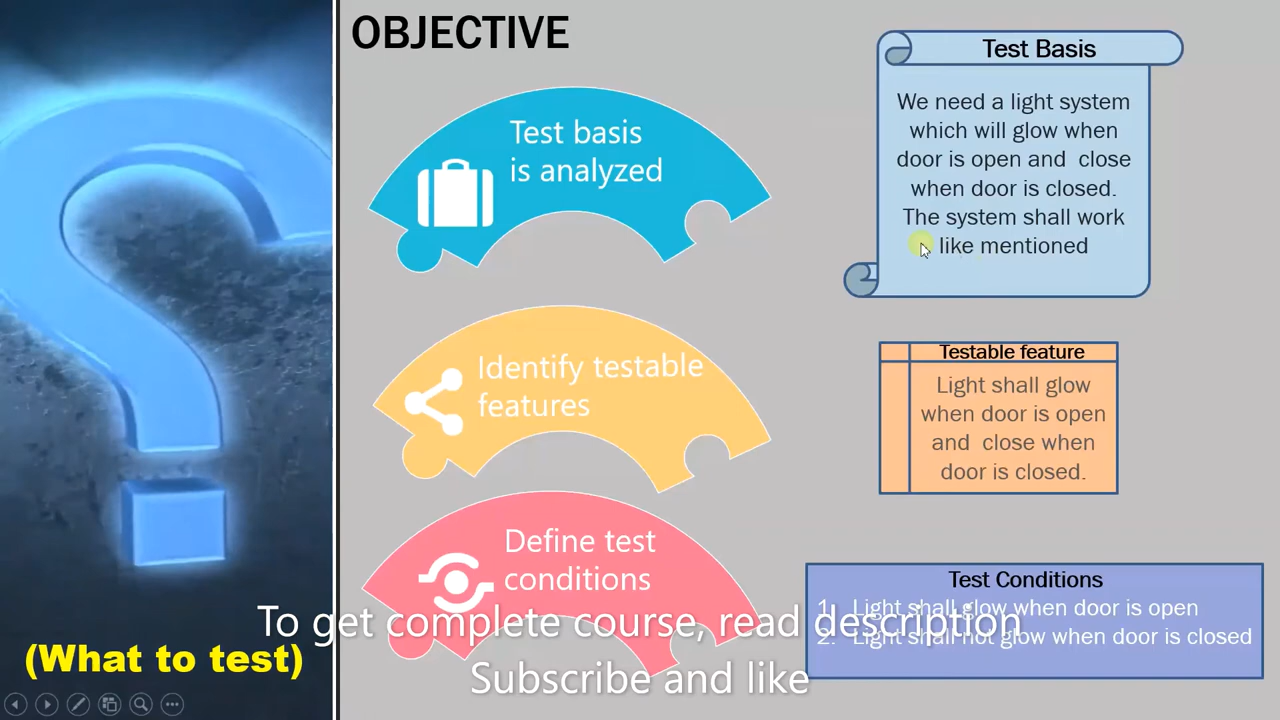 OBJECTIVE
Test basis
is analyzed
Test Basis
We need a light system
which will glow when
door is open and close
when door is closed.
The system shall work
like mentioned
Identify testable
features
Testable feature
Light shall glow
when door is open
and close when
door is closed.
Define test
conditions
Test Conditions
1. Light shall glow when door is open
2. Light shall not glow when door is closed
To get complete course, read description
Subscribe and like
(What to test)